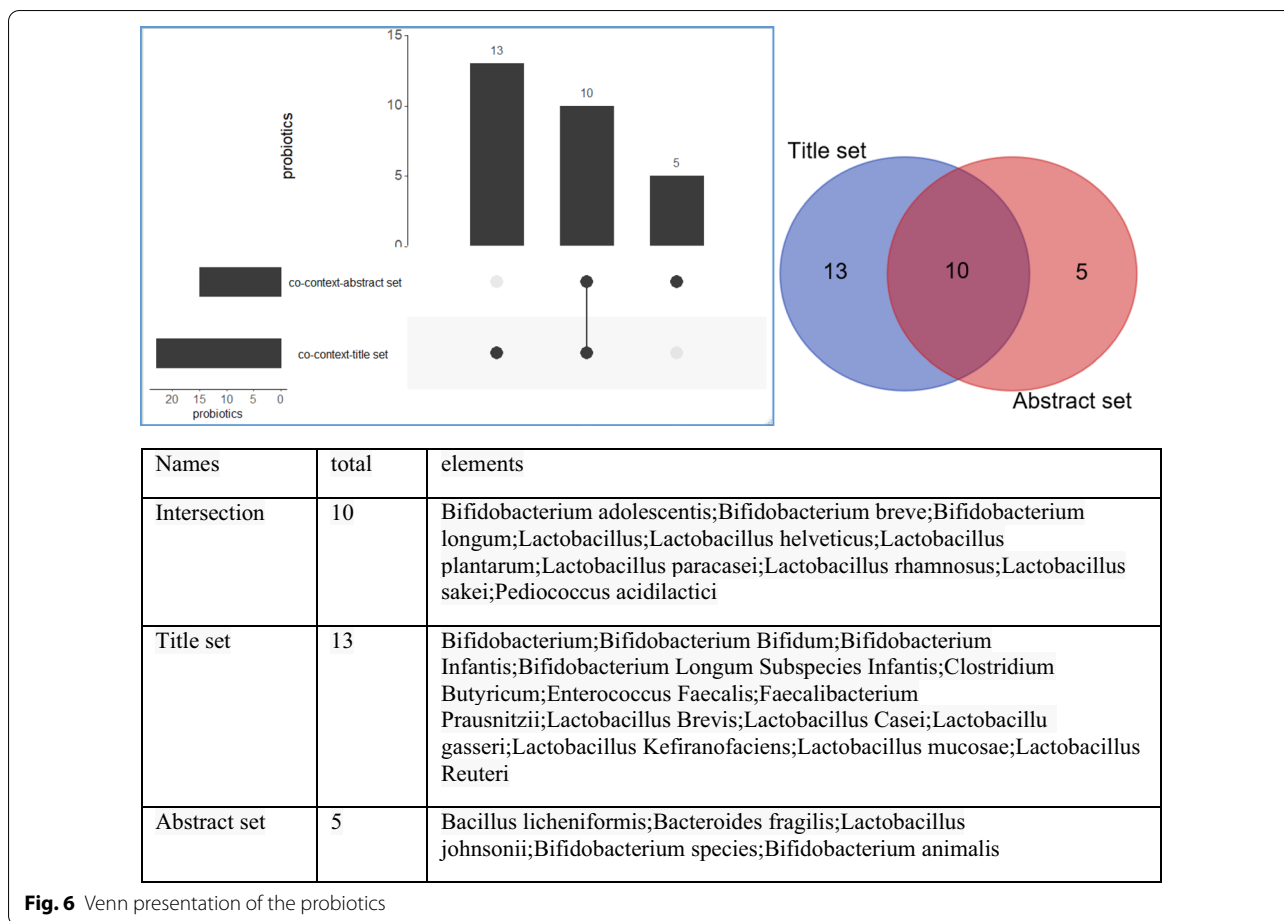 15
13
10
10
5
5
0
probiotics
co-context-abstract set
co-context-title set
20 15 10 5 0
probiotics
Title set
13 10 5
Abstract set
Names total elements
Intersection 10 Bifidobacterium adolescentis;Bifidobacterium breve;Bifidobacterium
longum;Lactobacillus;Lactobacillus helveticus;Lactobacillus
plantarum;Lactobacillus paracasei;Lactobacillus rhamnosus;Lactobacillus
sakei;Pediococcus acidilactici
Title set 13 Bifidobacterium;Bifidobacterium Bifidum;Bifidobacterium
Infantis;Bifidobacterium Longum Subspecies Infantis;Clostridium
Butyricum;Enterococcus Faecalis;Faecalibacterium
Prausnitzii;Lactobacillus Brevis;Lactobacillus Casei;Lactobacillu
gasseri;Lactobacillus Kefiranofaciens;Lactobacillus mucosae;Lactobacillus
Reuteri
Abstract set 5 Bacillus licheniformis;Bacteroides fragilis;Lactobacillus
johnsonii;Bifidobacterium species;Bifidobacterium animalis
Fig. 6 Venn presentation of the probiotics